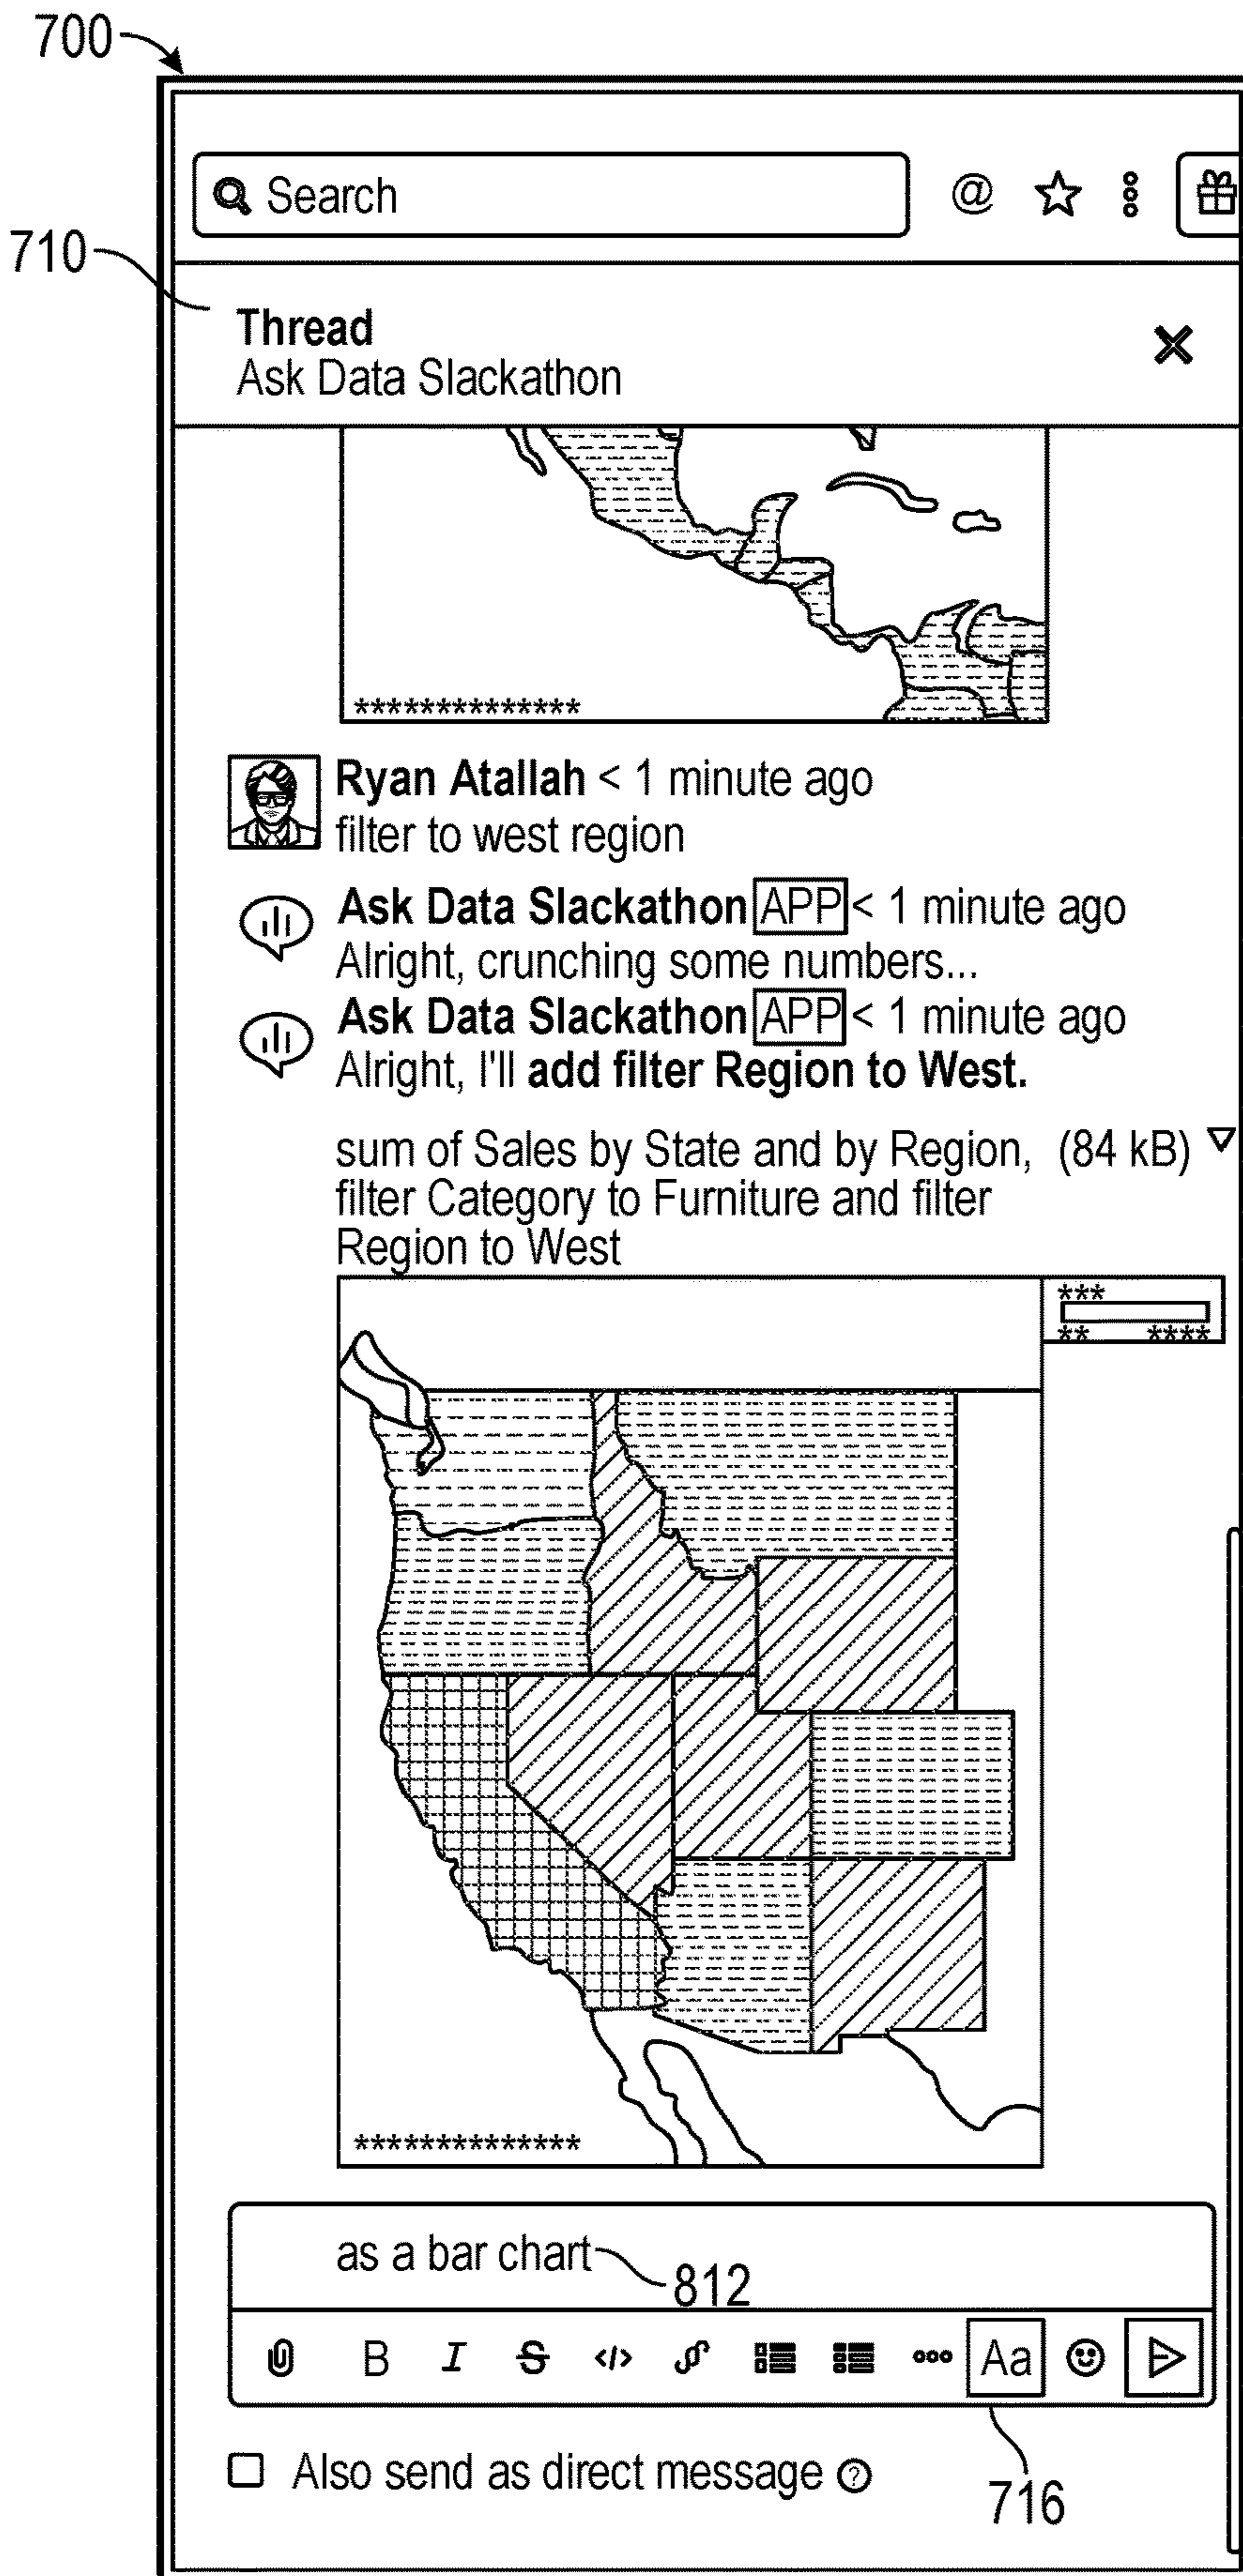 700
Search @
710
Thread
Ask Data Slackathon
**************
Ryan Atallah < 1 minute ago
filter to west region
Ask Data Slackathon APP < 1 minute ago
Alright, crunching some numbers...
Ask Data Slackathon APP < 1 minute ago
Alright, I'll add filter Region to West.
sum of Sales by State and by Region, (84 kB)
filter Category to Furniture and filter
Region to West
***
** ****
**************
as a bar chart
812
B I S </> Aa
Also send as direct message ?
716